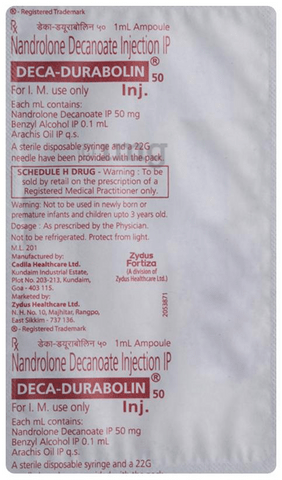 ® - Registered Trademark
℞ डेका-ड्यूराबोलिन ५० 1mL Ampoule
Nandrolone Decanoate Injection IP
DECA-DURABOLIN® 50
For I. M. use only Inj.
Each mL contains:
Nandrolone Decanoate IP 50 mg
Benzyl Alcohol IP 0.1 mL
Arachis Oil IP q.s.
A sterile disposable syringe and a 22G
needle have been provided with the pack
SCHEDULE H DRUG - Warning : To be
sold by retail on the prescription of a
Registered Medical Practitioner only.
Warning: Not to be used in newly born or
premature infants and children upto 3 years old.
Dosage : As prescribed by the Physician.
Not to be refrigerated. Protect from light.
M.L. 201
Manufactured by:
Cadila Healthcare Ltd.
Kundaim Industrial Estate,
Plot No. 203-213, Kundaim,
Goa - 403 115.
Zydus
Fortiza
(A division of
Zydus Healthcare Ltd.)
Marketed by:
Zydus Healthcare Ltd.
N. H. No. 10, Majhitar, Rangpo,
East Sikkim - 737 136.
2053871
® - Registered Trademark
℞ डेका-ड्यूराबोलिन ५० 1mL Ampoule
Nandrolone Decanoate Injection IP
DECA-DURABOLIN® 50
For I. M. use only Inj.
Each mL contains:
Nandrolone Decanoate IP 50 mg
Benzyl Alcohol IP 0.1 mL
Arachis Oil IP q.s.
A sterile disposable syringe and a 22G